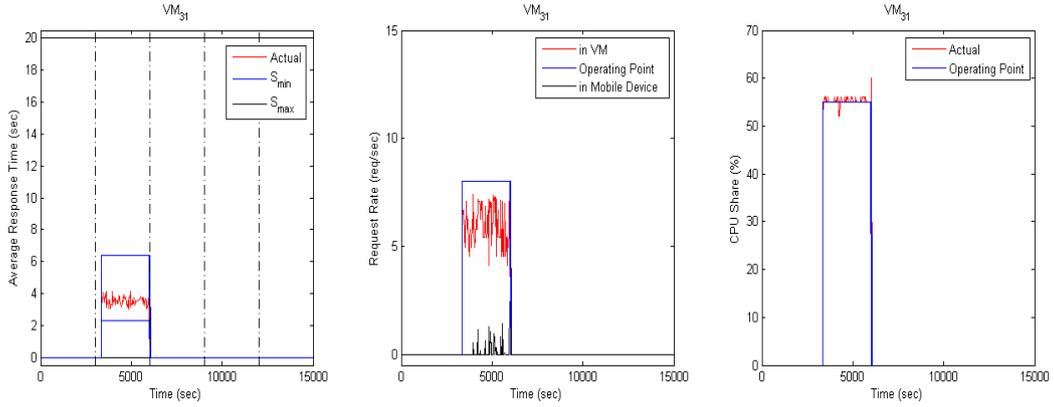 VM31
Average Response Time (sec)
20
18
16
14
12
10
8
6
4
2
0
Actual
Smin
Smax
0
5000
10000
15000
Time (sec)
VM31
Request Rate (req/sec)
15
10
5
0
in VM
Operating Point
in Mobile Device
0
5000
10000
15000
Time (sec)
VM31
CPU Share (%)
70
60
50
40
30
20
10
0
Actual
Operating Point
0
5000
10000
15000
Time (sec)